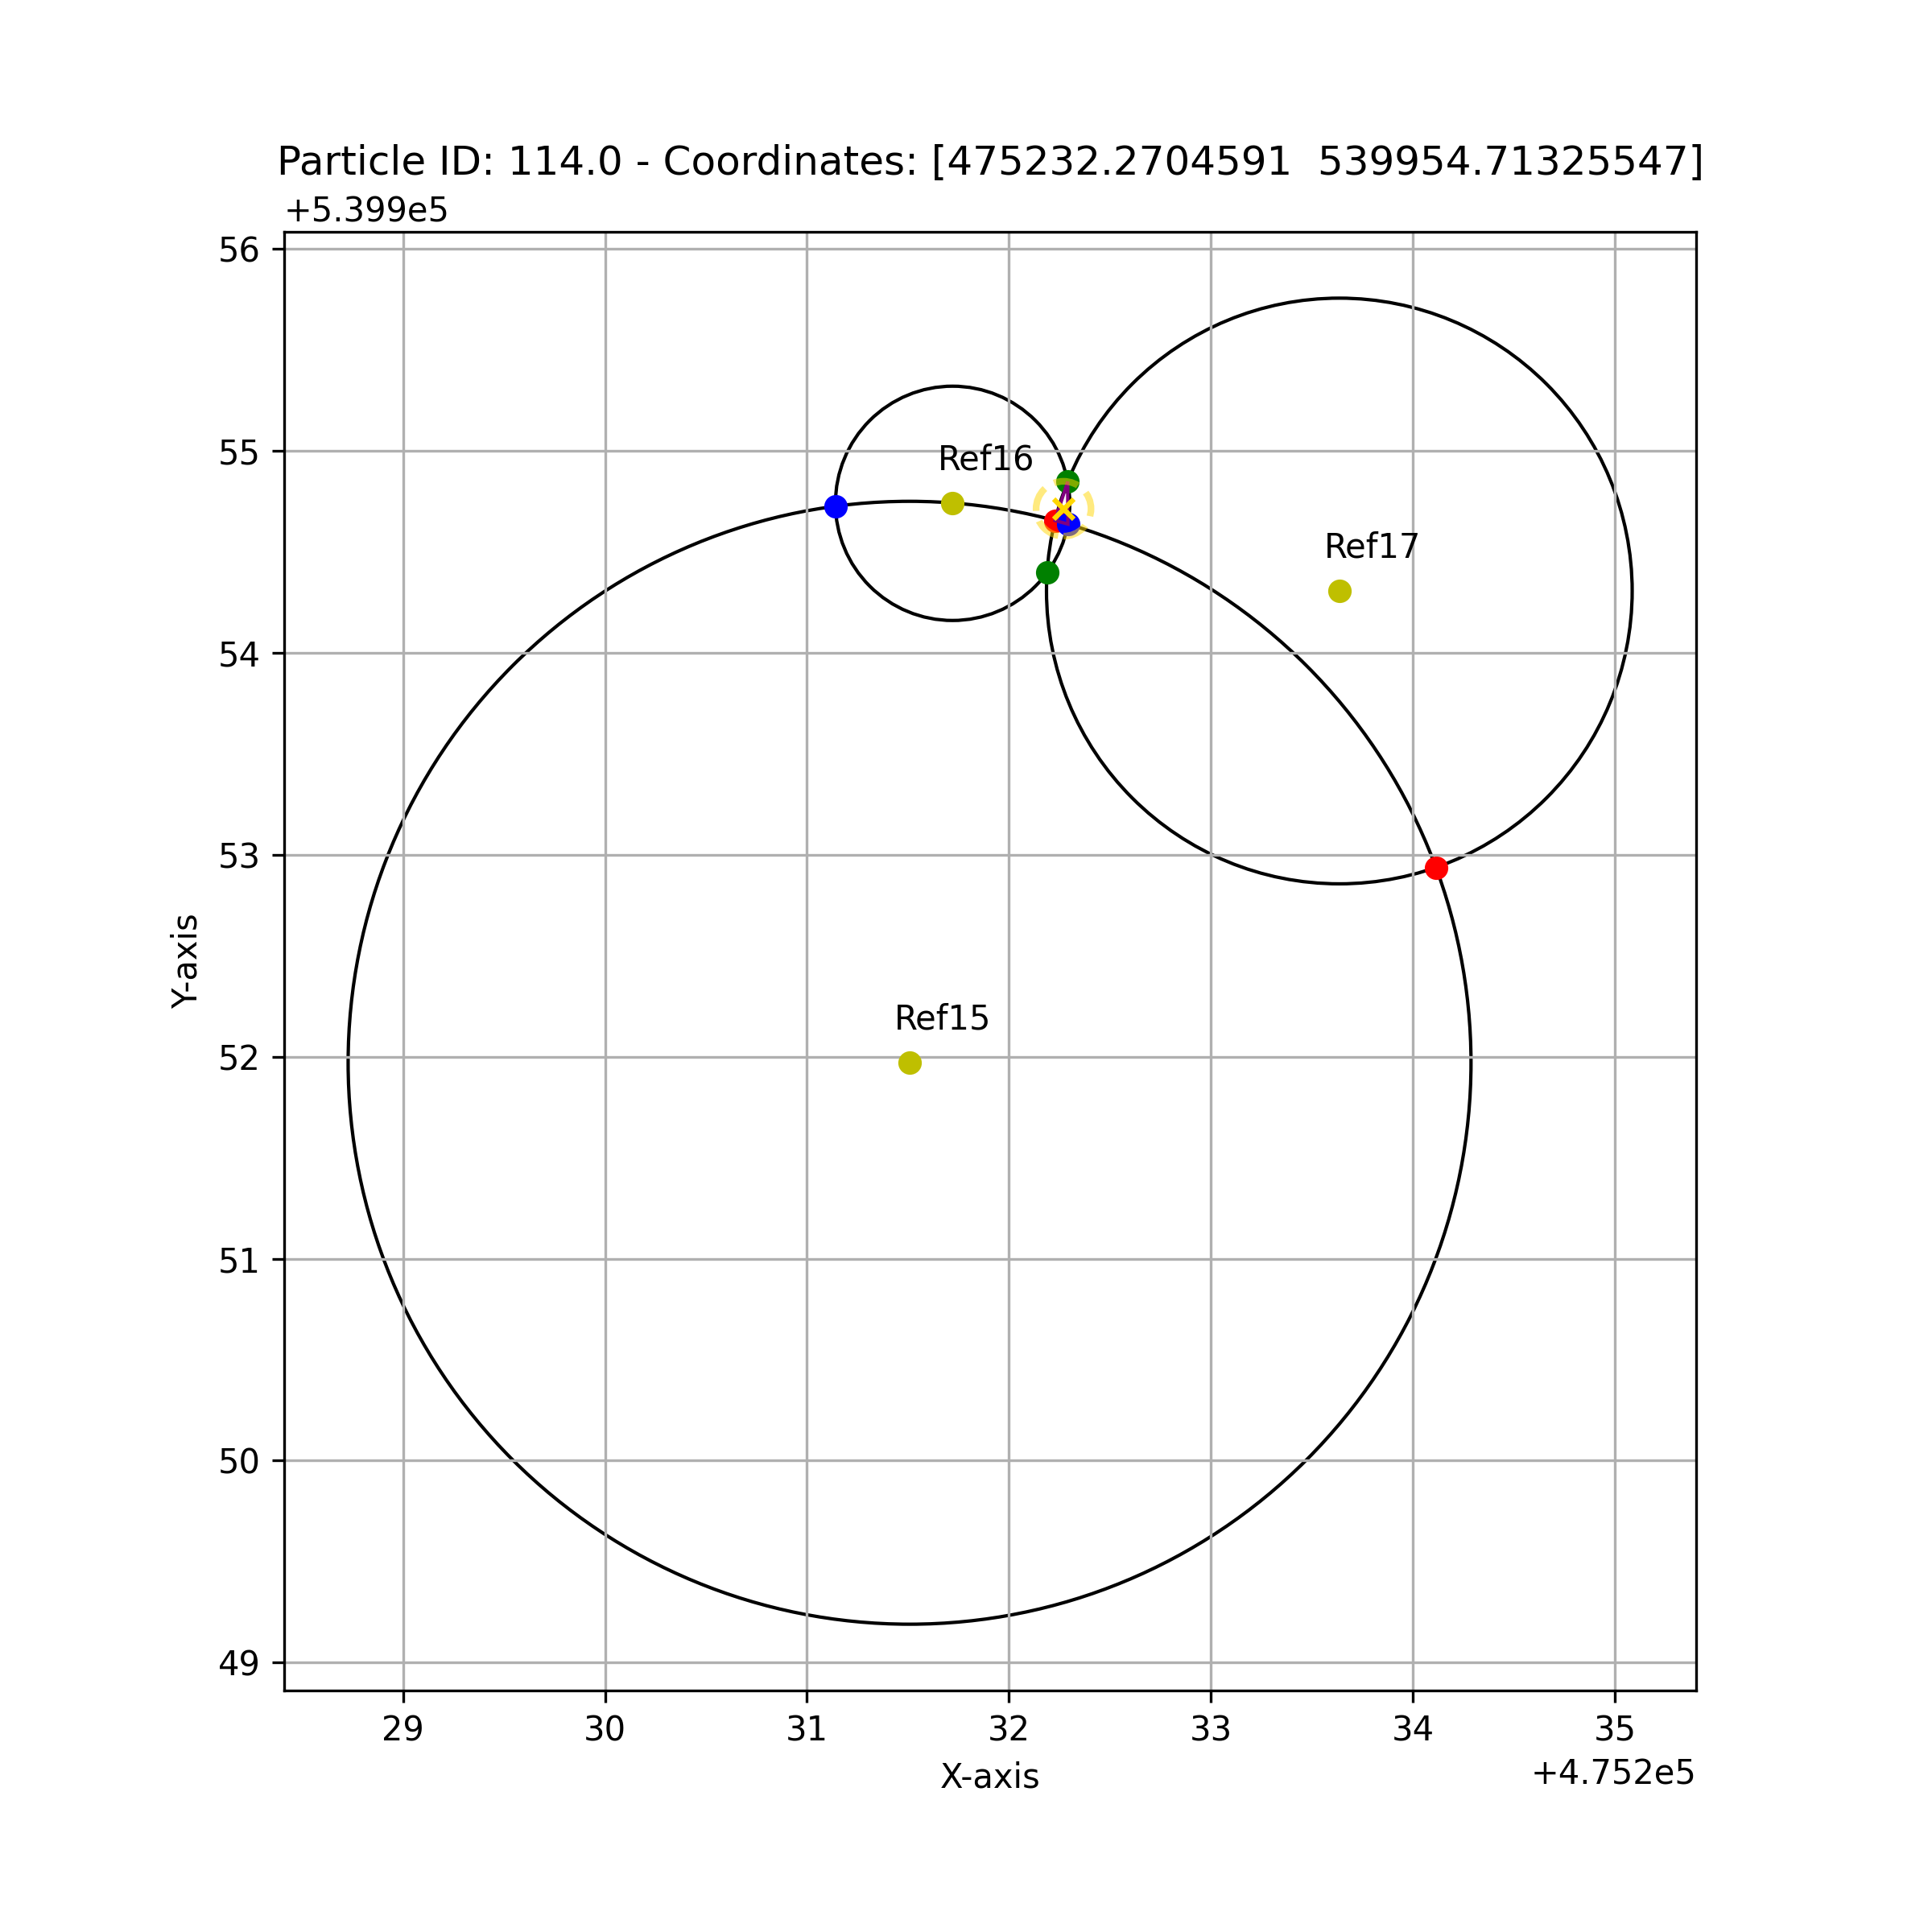 Particle ID: 114.0 - Coordinates: [475232.2704591  539954.71325547]
+5.399e5
56
55
54
53
52
51
50
49
Y-axis
Ref16
Ref17
Ref15
29 30 31 32 33 34 35
X-axis
+4.752e5